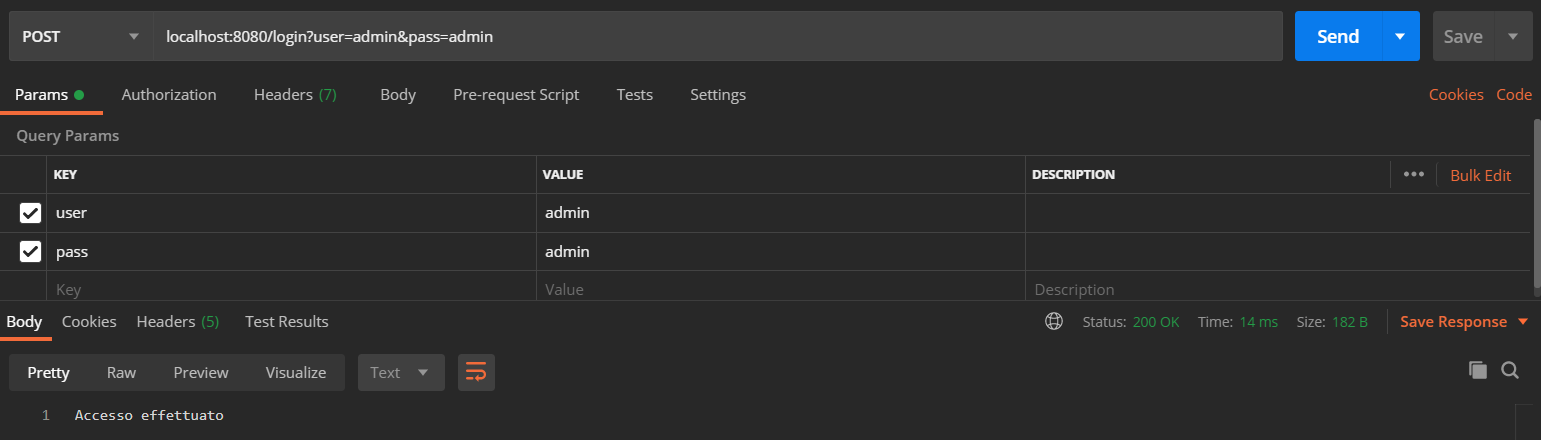 POST localhost:8080/login?user=admin&pass=admin Send Save
Params Authorization Headers (7) Body Pre-request Script Tests Settings Cookies Code
Query Params
KEY VALUE DESCRIPTION ••• Bulk Edit
user admin
pass admin
Key Value Description
Body Cookies Headers (5) Test Results Status: 200 OK Time: 14 ms Size: 182 B Save Response
Pretty Raw Preview Visualize Text
1 Accesso effettuato